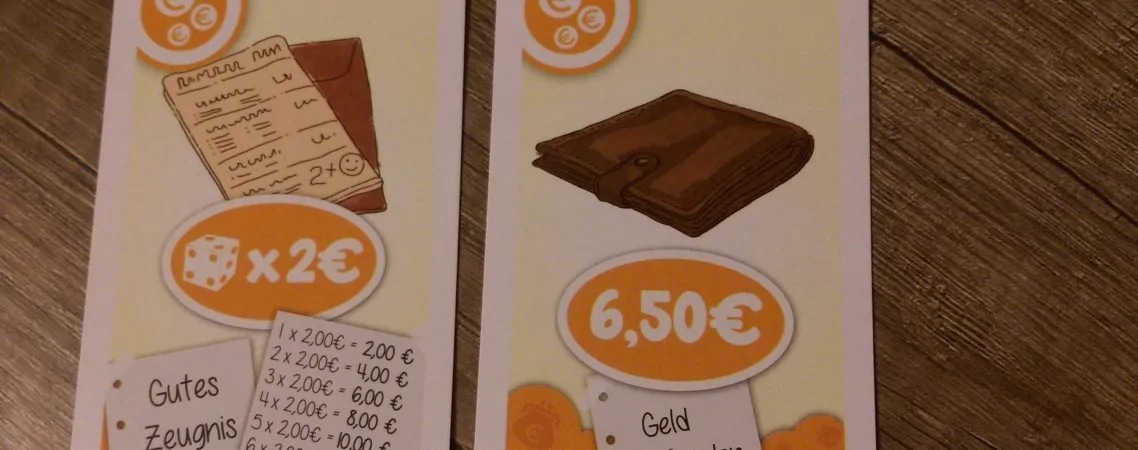 2+
x2€
1 x 2,00€ = 2,00 €
2 x 2,00€ = 4,00 €
3 x 2,00€ = 6,00 €
4 x 2,00€ = 8,00 €
5 x 2,00€ = 10,00 €
Gutes
Zeugnis
6,50€
Geld